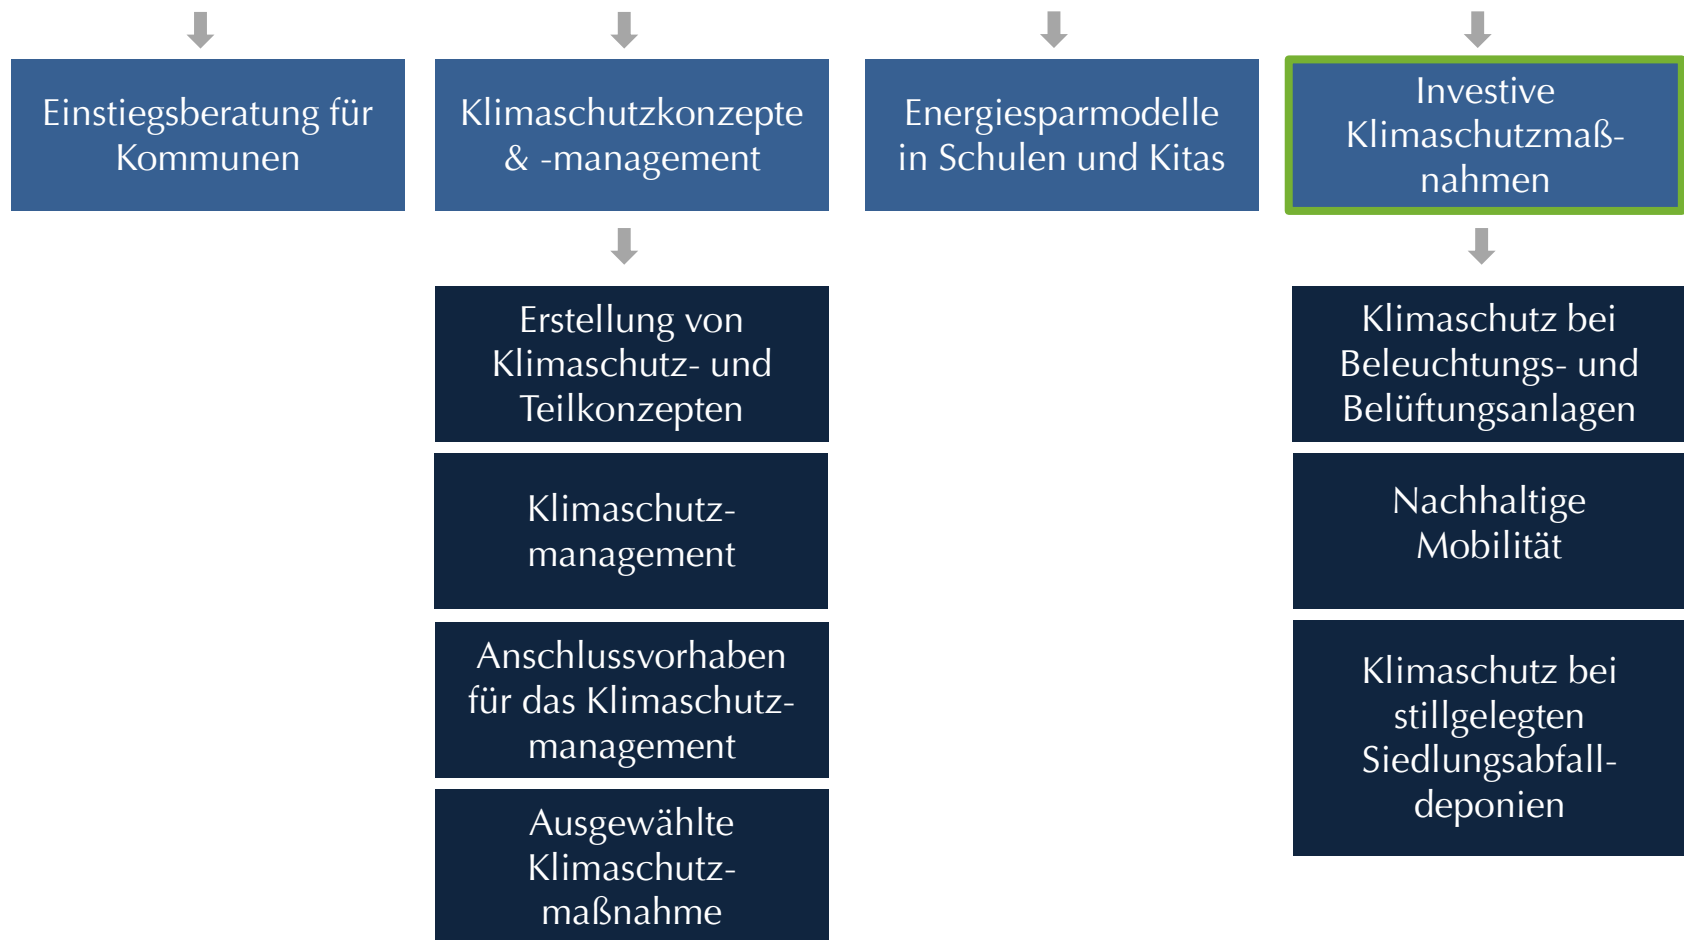 Einstiegsberatung für
Kommunen
Klimaschutzkonzepte
& -management
Energiesparmodelle
in Schulen und Kitas
Investive
Klimaschutzmaß-
nahmen
Erstellung von
Klimaschutz- und
Teilkonzepten
Klimaschutz-
management
Anschlussvorhaben
für das Klimaschutz-
management
Ausgewählte
Klimaschutz-
maßnahme
Klimaschutz bei
Beleuchtungs- und
Belüftungsanlagen
Nachhaltige
Mobilität
Klimaschutz bei
stillgelegten
Siedlungsabfall-
deponien